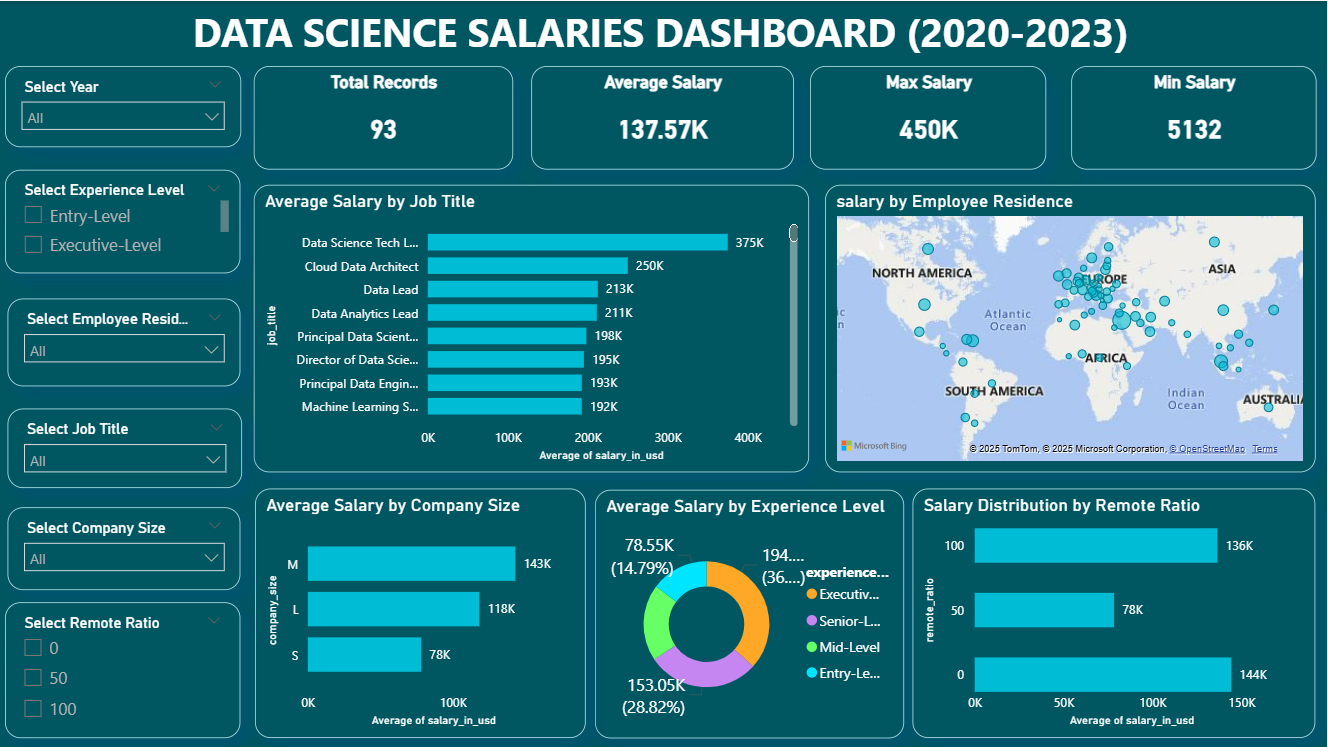 DATA SCIENCE SALARIES DASHBOARD (2020-2023)
Select Year
All
Total Records
93
Average Salary
137.57K
Max Salary
450K
Min Salary
5132
Select Experience Level
Entry-Level
Executive-Level
Select Employee Resid...
All
Select Job Title
All
Select Company Size
All
Select Remote Ratio
0
50
100
Average Salary by Job Title
job_title
Data Science Tech L... 375K
Cloud Data Architect 250K
Data Lead 213K
Data Analytics Lead 211K
Principal Data Scient... 198K
Director of Data Scie... 195K
Principal Data Engin... 193K
Machine Learning S... 192K
0K 100K 200K 300K 400K
Average of salary_in_usd
salary by Employee Residence
NORTH AMERICA
EUROPE
ASIA
Atlantic
Ocean
AFRICA
SOUTH AMERICA
Indian
Ocean
AUSTRALIA
Microsoft Bing
© 2025 TomTom, © 2025 Microsoft Corporation, © OpenStreetMap Terms
Average Salary by Company Size
company_size
M 143K
L 118K
S 78K
0K 100K
Average of salary_in_usd
Average Salary by Experience Level
78.55K
(14.79%)
194....
(36....)
153.05K
(28.82%)
experience...
Executiv...
Senior-L...
Mid-Level
Entry-Le...
Salary Distribution by Remote Ratio
remote_ratio
100 136K
50 78K
0 144K
0K 50K 100K 150K
Average of salary_in_usd